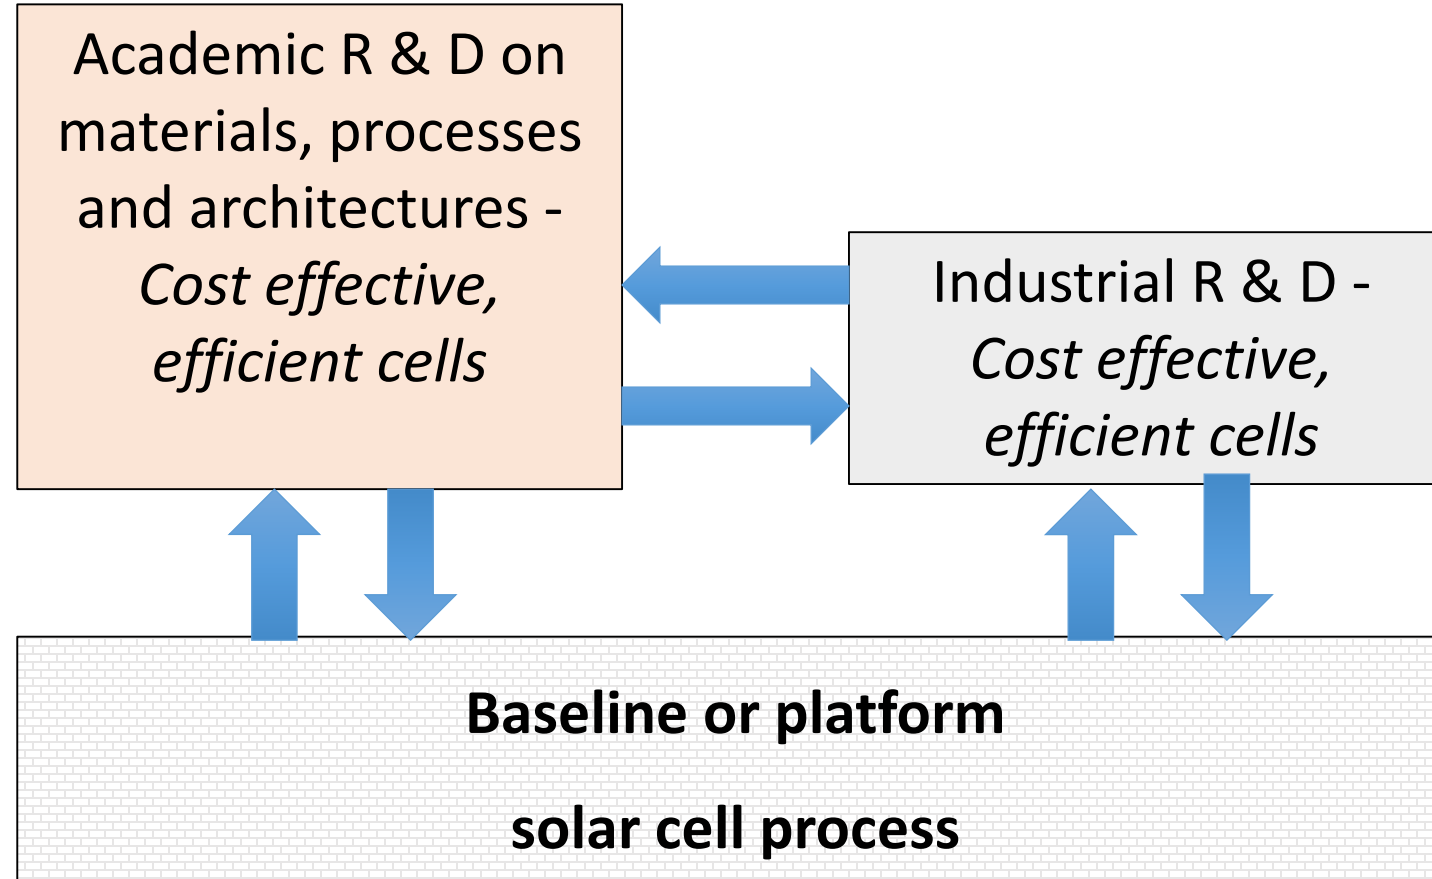 Academic R & D on
materials, processes
and architectures -
Cost effective,
efficient cells
Industrial R & D -
Cost effective,
efficient cells
Baseline or platform
solar cell process